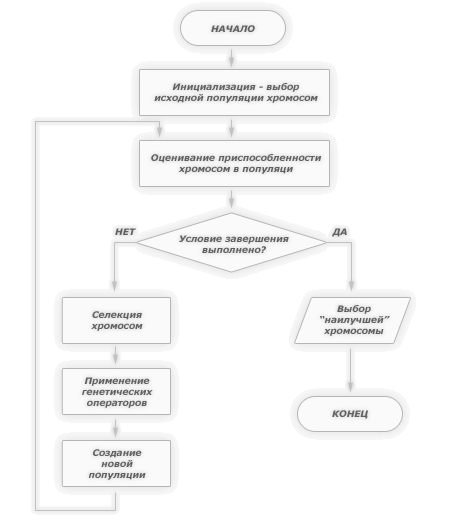 НАЧАЛО
Инициализация - выбор
исходной популяции хромосом
Оценивание приспособленности
хромосом в популяци
НЕТ
ДА
Условие завершения
выполнено?
Селекция
хромосом
Выбор
"наилучшей"
хромосомы
Применение
генетических
операторов
КОНЕЦ
Создание
новой
популяции